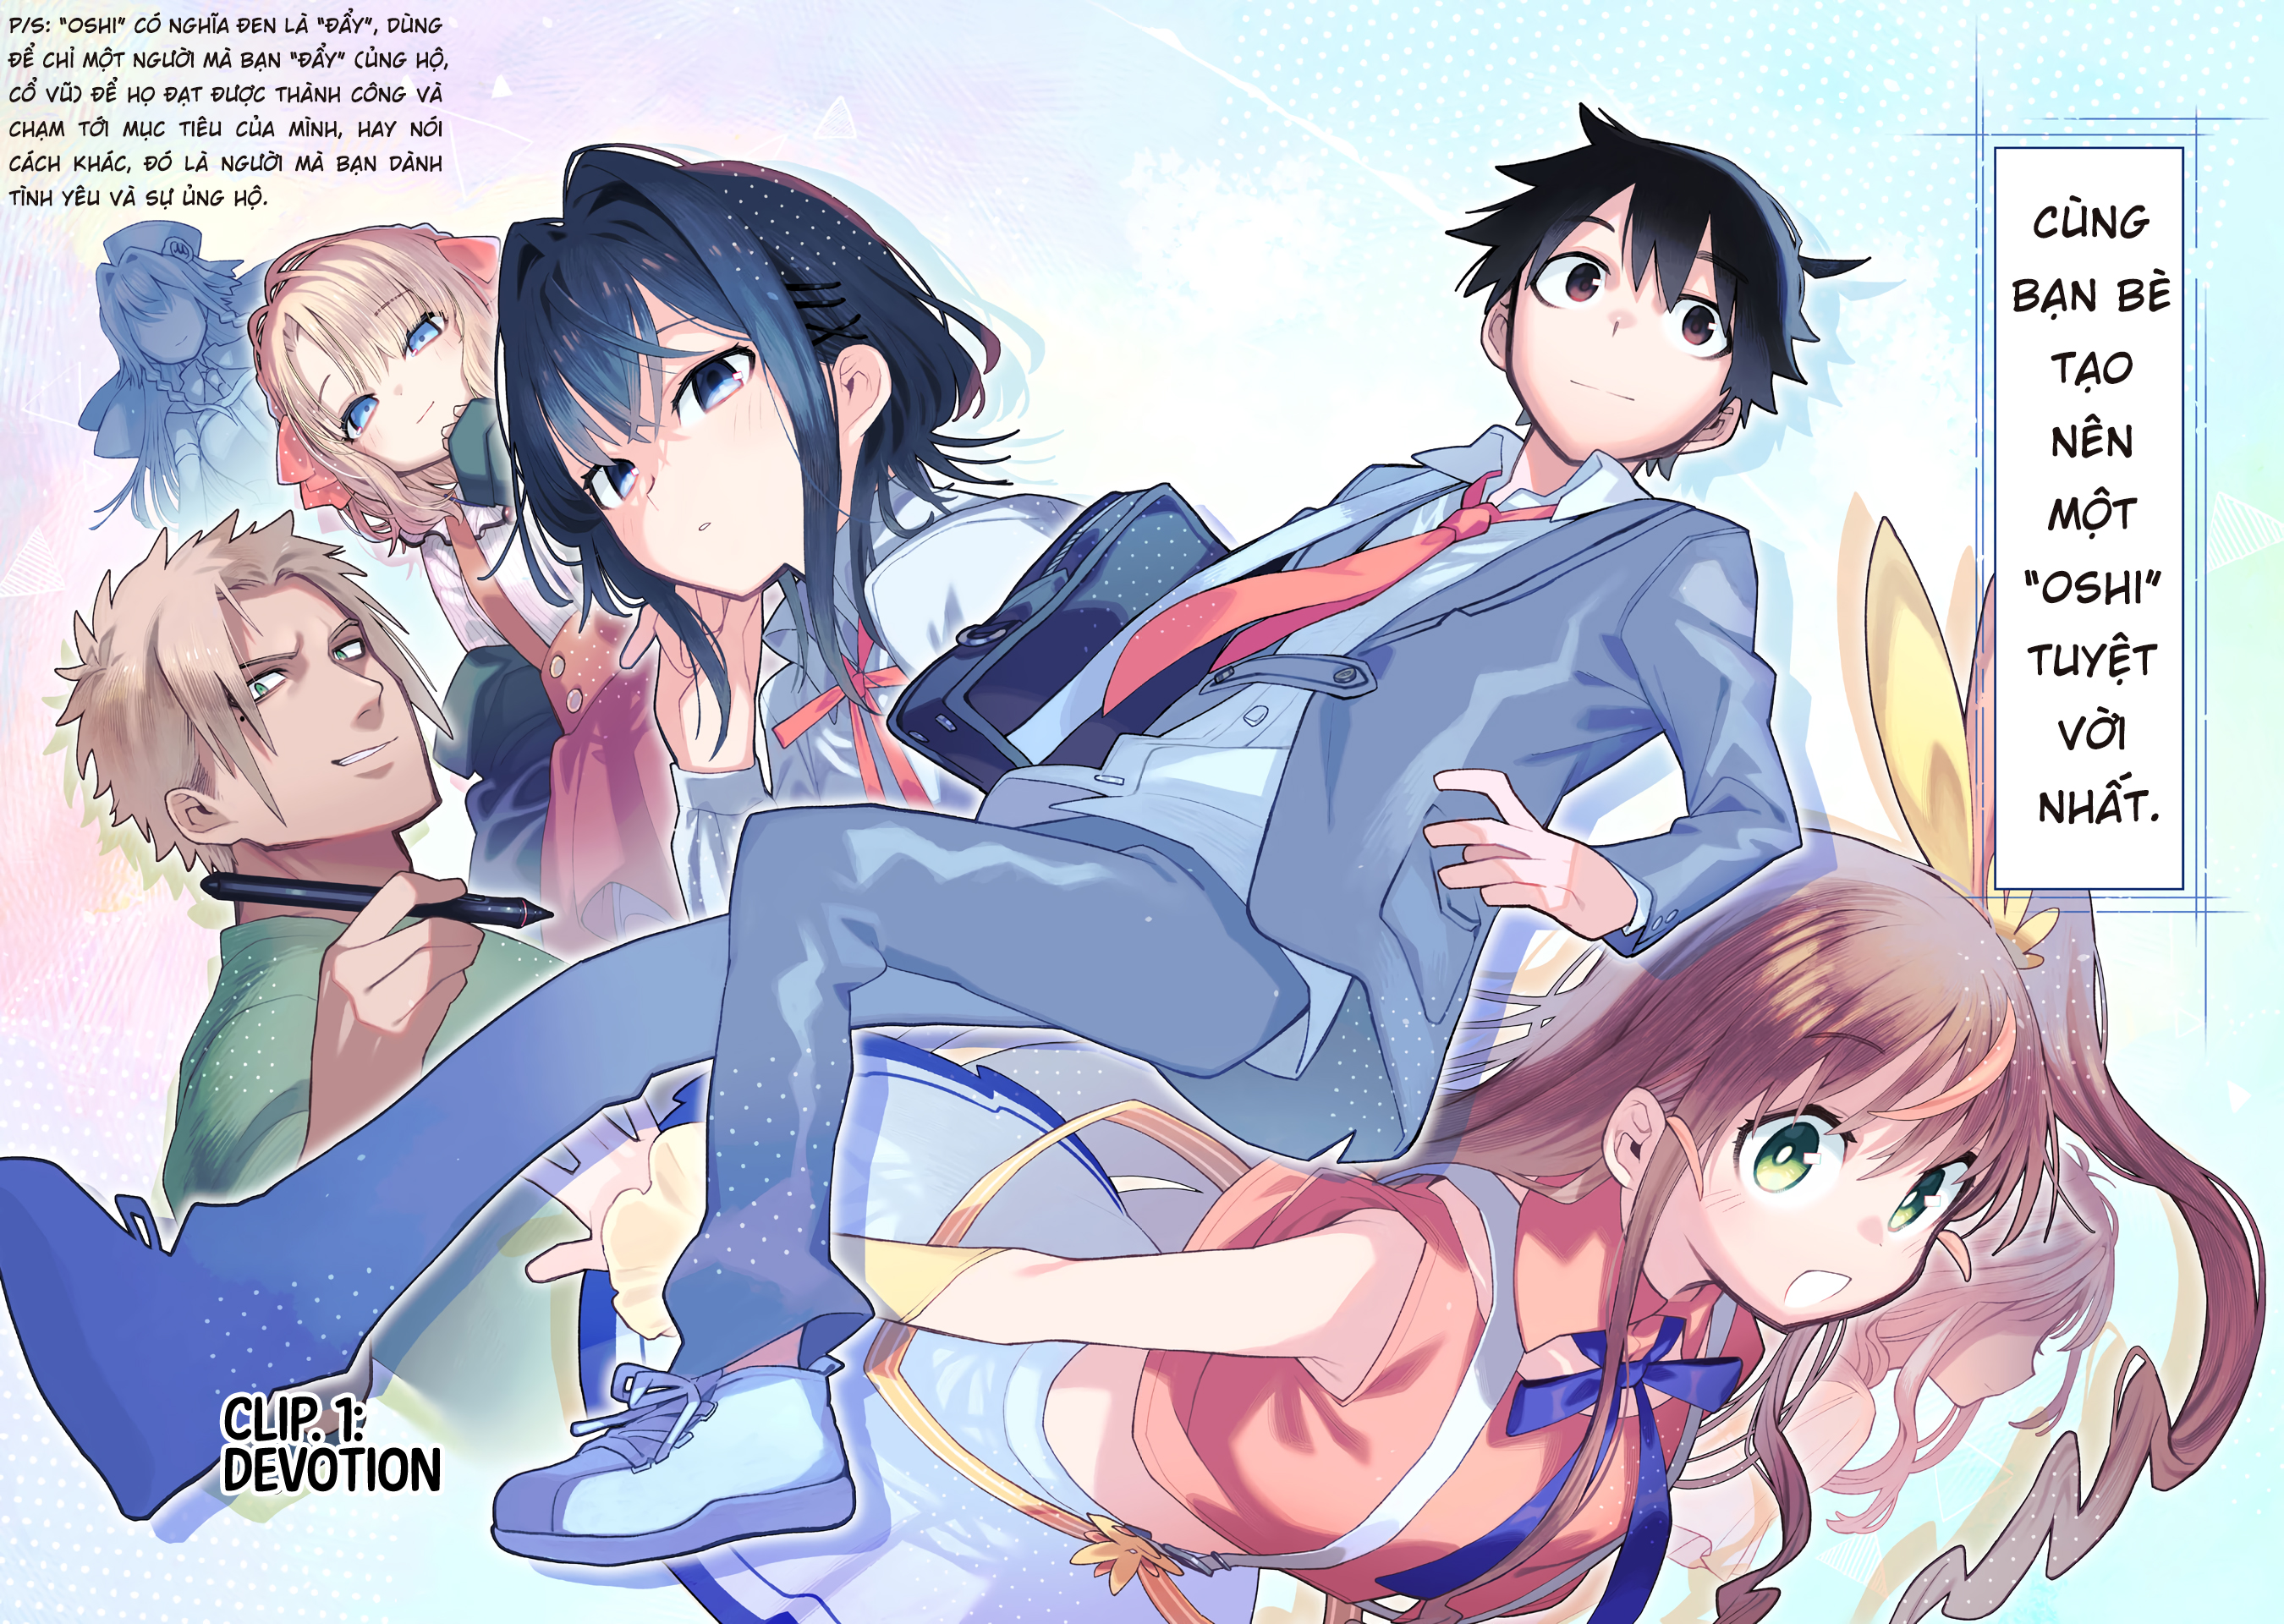 P/S: "OSHI" CÓ NGHĨA ĐEN LÀ "ĐẨY", DÙNG
ĐỂ CHỈ MỘT NGƯỜI MÀ BẠN "ĐẨY" (ỦNG HỘ,
CỔ VŨ) ĐỂ HỌ ĐẠT ĐƯỢC THÀNH CÔNG VÀ
CHẠM TỚI MỤC TIÊU CỦA MÌNH, HAY NÓI
CÁCH KHÁC, ĐÓ LÀ NGƯỜI MÀ BẠN DÀNH
TÌNH YÊU VÀ SỰ ỦNG HỘ.
CÙNG
BẠN BÈ
TẠO
NÊN
MỘT
"OSHI"
TUYỆT
VỜI
NHẤT.
CLIP. 1:
DEVOTION